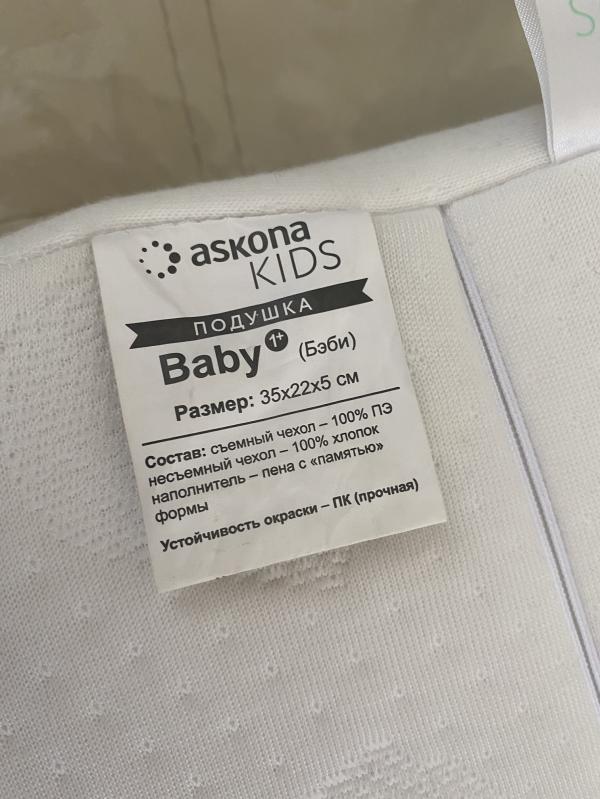 askona
KIDS
ПОДУШКА
Baby 1+ (Бэби)
Размер: 35х22х5 см
Состав: съемный чехол – 100% ПЭ
несъемный чехол – 100% хлопок
наполнитель – пена с «памятью»
формы
Устойчивость окраски – ПК (прочная)